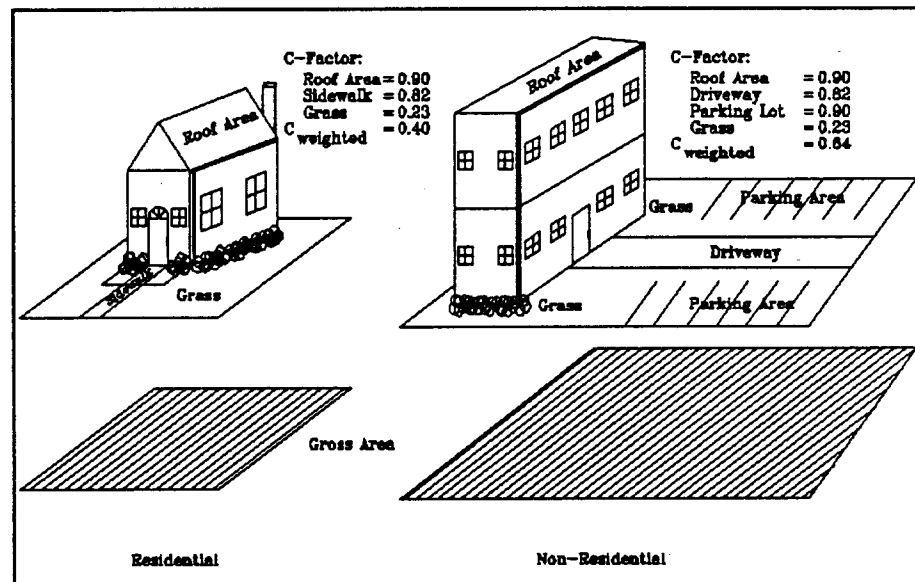 C-Factor:
Roof Area = 0.90
Sidewalk = 0.82
Grass = 0.23
C weighted = 0.40
Roof Area
Sidewalk
Grass
C-Factor:
Roof Area = 0.90
Driveway = 0.82
Parking Lot = 0.90
Grass = 0.23
C weighted = 0.64
Roof Area
Grass
Parking Area
Driveway
Grass
Parking Area
Gross Area
Residential
Non-Residential